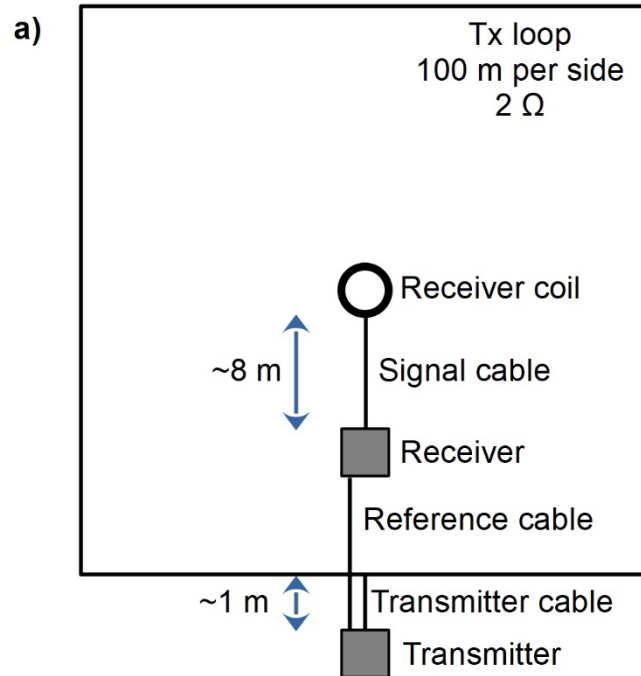 a)
Tx loop
100 m per side
2 Ω
Receiver coil
~8 m
Signal cable
Receiver
Reference cable
~1 m
Transmitter cable
Transmitter